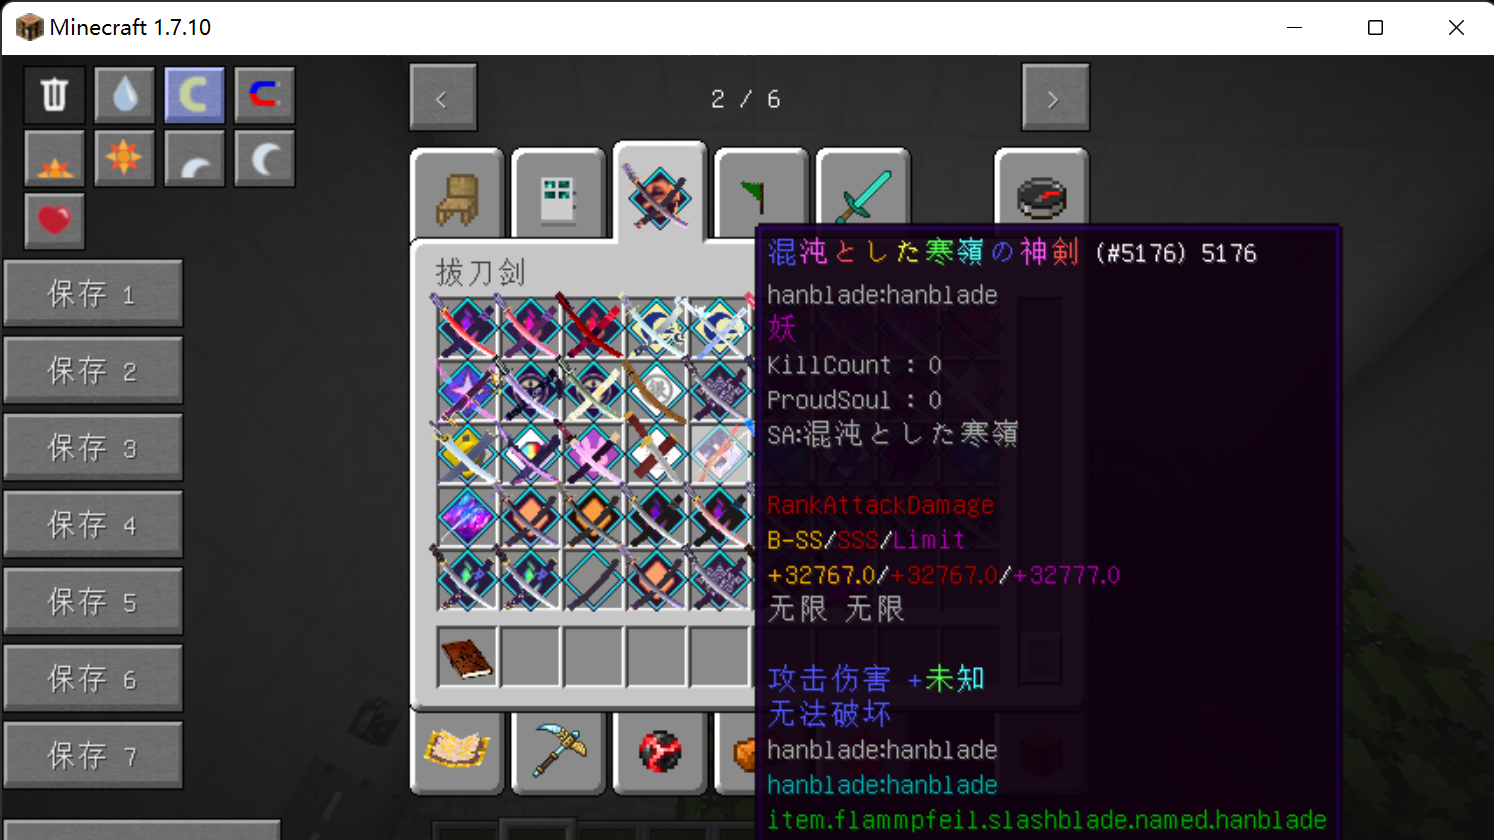 Minecraft 1.7.10
2 / 6
拔刀剑
保存 1
保存 2
保存 3
保存 4
保存 5
保存 6
保存 7
混沌とした寒嶺の神剣 (#5176) 5176
hanblade:hanblade
妖
KillCount : 0
ProudSoul : 0
SA:混沌とした寒嶺
RankAttackDamage
B-SS/SSS/Limit
+32767.0/+32767.0/+32777.0
无限 无限
攻击伤害 +未知
无法破坏
hanblade:hanblade
hanblade:hanblade
item.flammpfeil.slashblade.named.hanblade